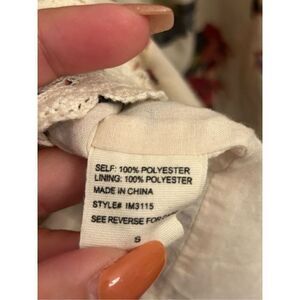 SELF: 100% POLYESTER
LINING: 100% POLYESTER
MADE IN CHINA
STYLE# IM3115
SEE REVERSE FOR
S